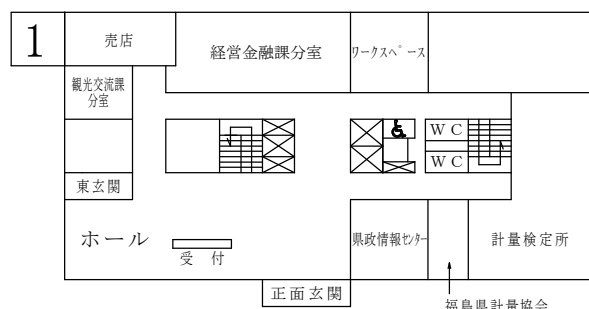 1
売店
経営金融課分室
ワークスペース
観光交流課
分室
WC
WC
東玄関
ホール
受付
県政情報センター
計量検定所
正面玄関
福島県計量協会